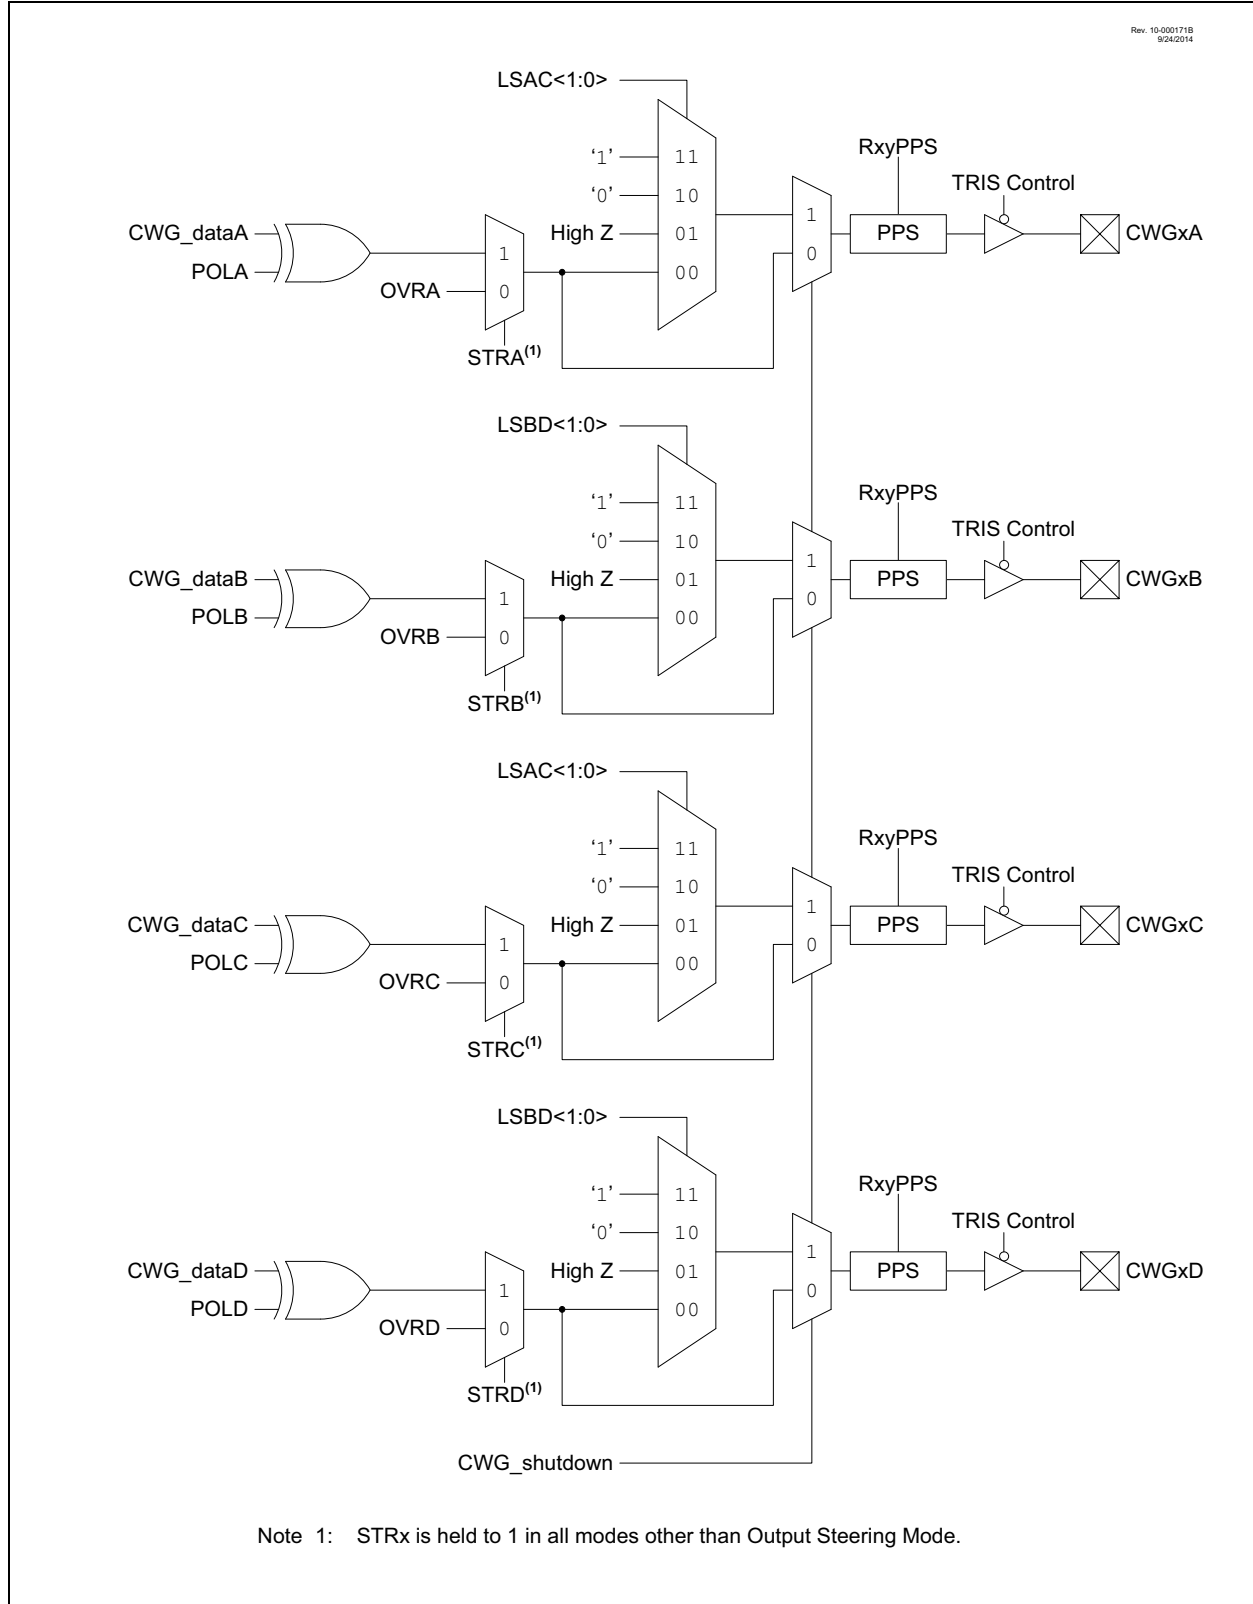 Rev. 10-000171B
9/24/2014
LSAC<1:0>
‘1’
11
‘0’
10
High Z
01
00
CWG_dataA
POLA
OVRA
1
0
STRA(1)
1
0
RxyPPS
PPS
TRIS Control
CWGxA
LSBD<1:0>
‘1’
11
‘0’
10
High Z
01
00
CWG_dataB
POLB
OVRB
1
0
STRB(1)
1
0
RxyPPS
PPS
TRIS Control
CWGxB
LSAC<1:0>
‘1’
11
‘0’
10
High Z
01
00
CWG_dataC
POLC
OVRC
1
0
STRC(1)
1
0
RxyPPS
PPS
TRIS Control
CWGxC
LSBD<1:0>
‘1’
11
‘0’
10
High Z
01
00
CWG_dataD
POLD
OVRD
1
0
STRD(1)
1
0
RxyPPS
PPS
TRIS Control
CWGxD
CWG_shutdown
Note 1: STRx is held to 1 in all modes other than Output Steering Mode.